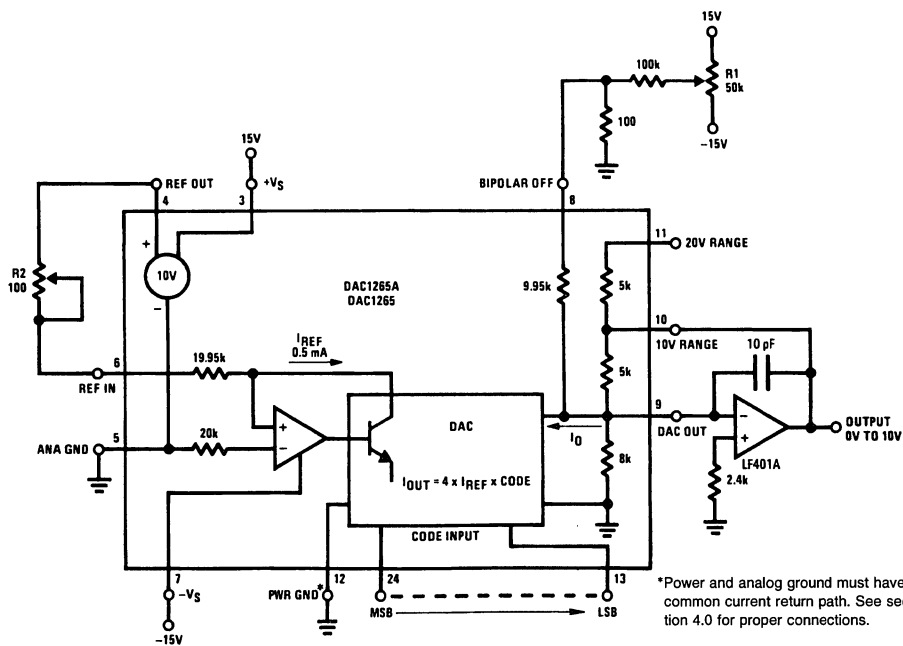 15V
100k
R1
50k
100
-15V
15V
REF OUT
+VS
BIPOLAR OFF
4
3
8
11
20V RANGE
+
10V
-
R2
100
DAC1265A
DAC1265
9.95k
5k
10
10V RANGE
10 pF
IREF
0.5 mA
6
19.95k
REF IN
5k
9
DAC OUT
-
+
LF401A
OUTPUT
0V TO 10V
5
ANA GND
20k
+
-
DAC
IO
8k
2.4k
IOUT = 4 x IREF x CODE
CODE INPUT
7
12
24
13
-VS
PWR GND*
MSB
LSB
-15V
*Power and analog ground must have
common current return path. See sec
tion 4.0 for proper connections.